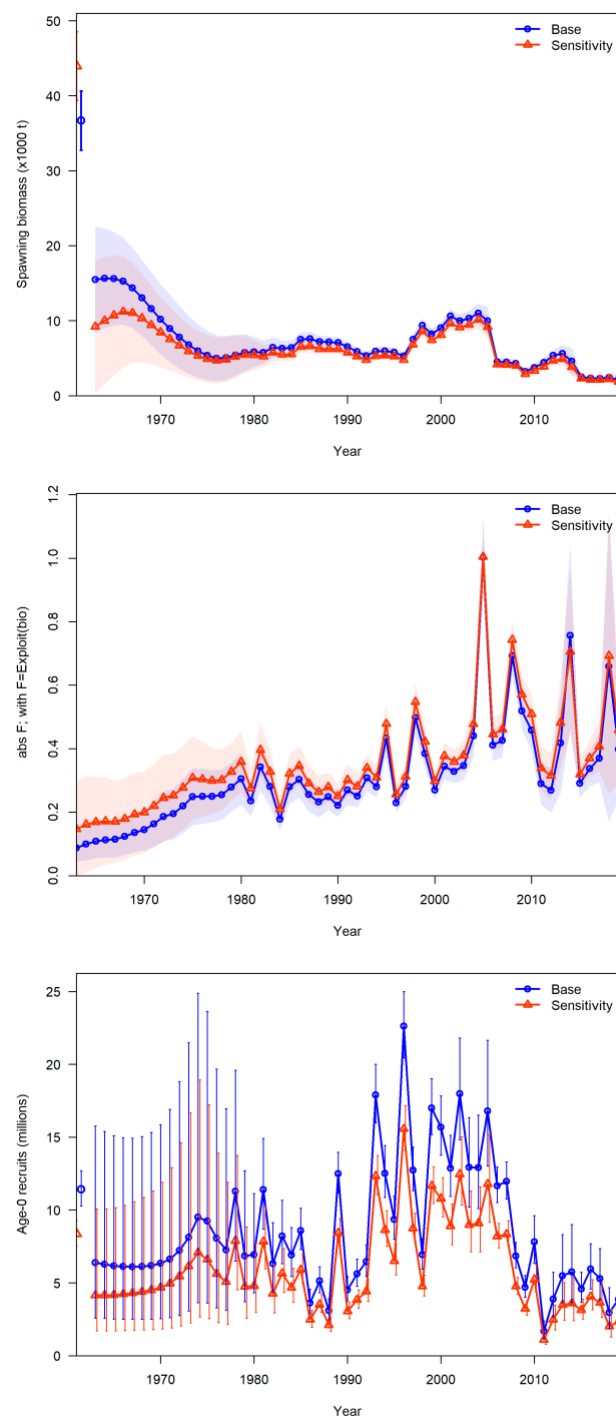 50
40
30
20
10
0
Spawning biomass (x1000 t)
Base
Sensitivity
1970 1980 1990 2000 2010
Year
1.2
1.0
0.8
0.6
0.4
0.2
0.0
abs F; with F=Exploit(bio)
Base
Sensitivity
1970 1980 1990 2000 2010
Year
25
20
15
10
5
0
Age-0 recruits (millions)
Base
Sensitivity
1970 1980 1990 2000 2010
Year